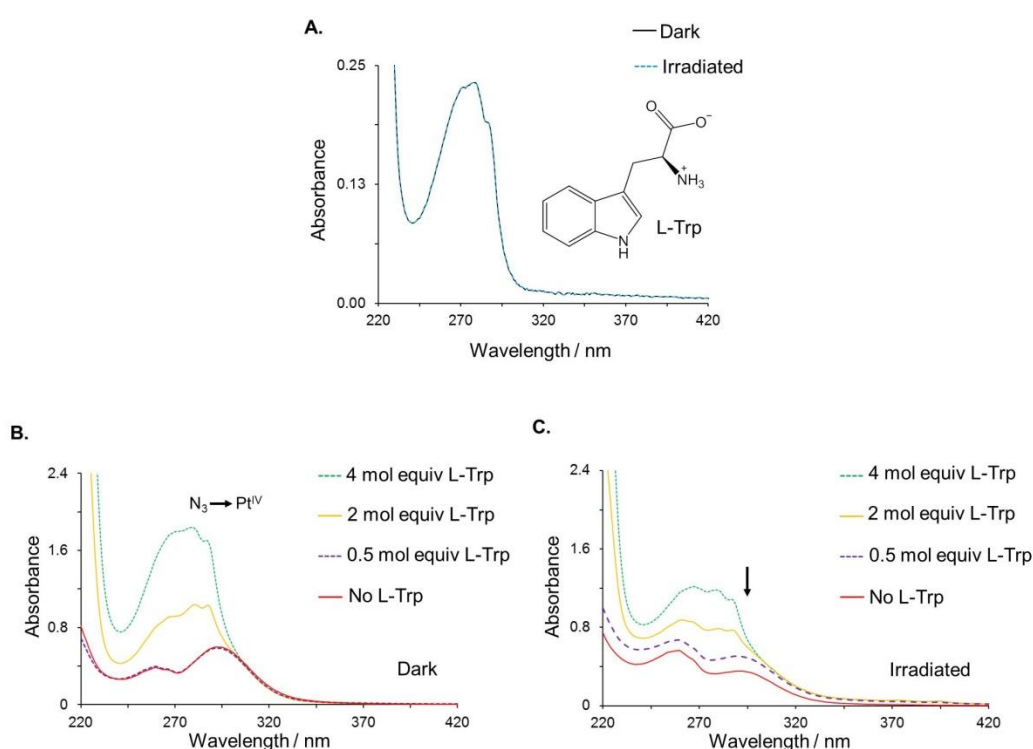 A.
Dark
Irradiated
0.25
0.13
0.00
Absorbance
220
270
320
370
420
Wavelength / nm
O
O⁻
+
NH₃
N
H
L-Trp
B.
2.4
1.6
0.8
0
Absorbance
N₃ → Ptᴵⱽ
4 mol equiv L-Trp
2 mol equiv L-Trp
0.5 mol equiv L-Trp
No L-Trp
Dark
220
270
320
370
420
Wavelength / nm
C.
2.4
1.6
0.8
0
Absorbance
4 mol equiv L-Trp
2 mol equiv L-Trp
0.5 mol equiv L-Trp
No L-Trp
Irradiated
220
270
320
370
420
Wavelength / nm